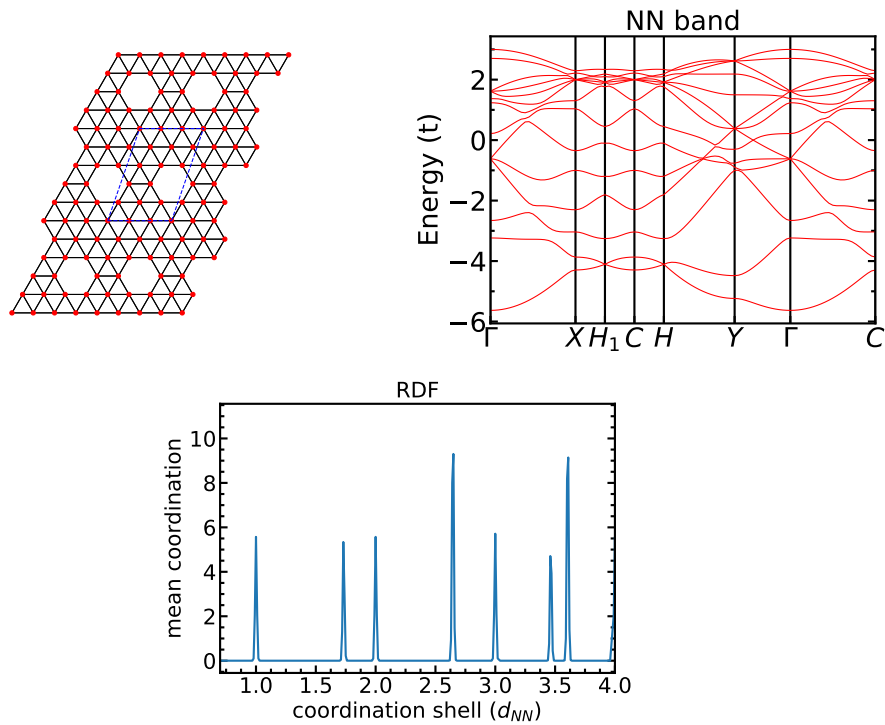 NN band
Energy (t)
2
0
−2
−4
−6
Γ X H₁ C H Y Γ C
RDF
mean coordination
10
8
6
4
2
0
1.0 1.5 2.0 2.5 3.0 3.5 4.0
coordination shell (d_NN)